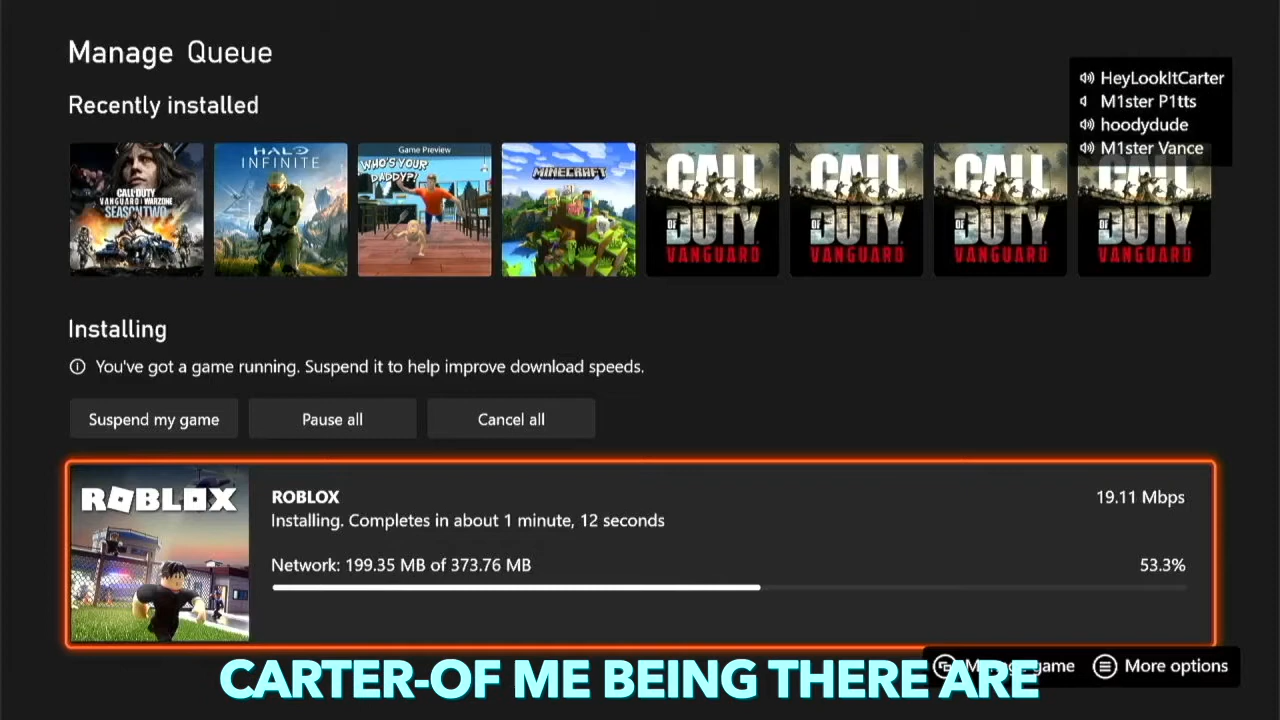 Manage Queue
Recently installed
HeyLookItCarter
M1ster P1tts
hoodydude
M1ster Vance
CALL OF DUTY
VANGUARD WARZONE
SEASON TWO
HALO
INFINITE
Game Preview
WHO'S YOUR
DADDY?!
MINECRAFT
CALL
OF DUTY
VANGUARD
CALL
OF DUTY
VANGUARD
CALL
OF DUTY
VANGUARD
CALL
OF DUTY
VANGUARD
Installing
You've got a game running. Suspend it to help improve download speeds.
Suspend my game
Pause all
Cancel all
ROBLOX
ROBLOX
19.11 Mbps
Installing. Completes in about 1 minute, 12 seconds
Network: 199.35 MB of 373.76 MB
53.3%
Manage game
More options
CARTER-OF ME BEING THERE ARE